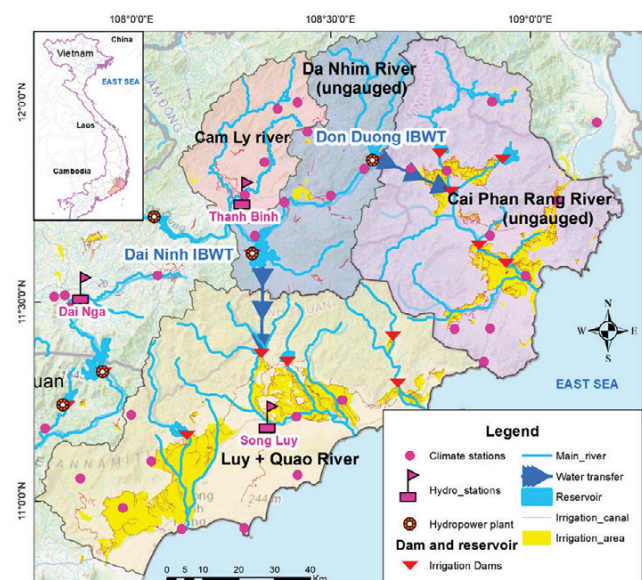 108°0'0"E
108°30'0"E
109°0'0"E
12°0'0"N
11°30'0"N
11°0'0"N
China
Vietnam
EAST SEA
Laos
Cambodia
Da Nhim River
(ungauged)
Cam Ly river
Don Duong IBWT
Thanh Binh
Cai Phan Rang River
(ungauged)
Dai Ninh IBWT
Dai Nga
uan
EAST SEA
Song Luy
Luy + Quao River
244m
0 5 10 20 30 40
Km
N
W E
S
Legend
Climate stations
Hydro_stations
Hydropower plant
Dam and reservoir
Irrigation Dams
Main_river
Water transfer
Reservoir
Irrigation_canal
Irrigation_area